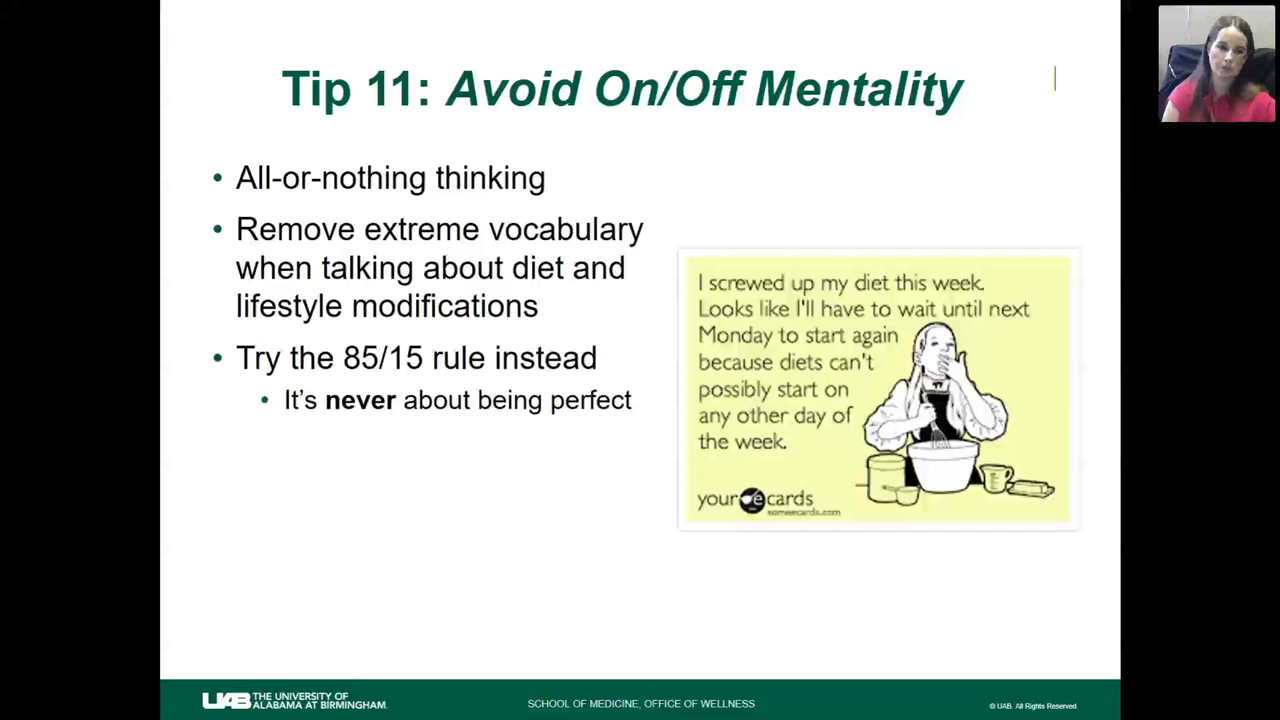 Tip 11: Avoid On/Off Mentality
• All-or-nothing thinking
• Remove extreme vocabulary
when talking about diet and
lifestyle modifications
• Try the 85/15 rule instead
• It's never about being perfect
I screwed up my diet this week.
Looks like I'll have to wait until next
Monday to start again
because diets can't
possibly start on
any other day of
the week.
your e cards
someecards.com
UAB THE UNIVERSITY OF
ALABAMA AT BIRMINGHAM.
SCHOOL OF MEDICINE, OFFICE OF WELLNESS
© UAB. All Rights Reserved.